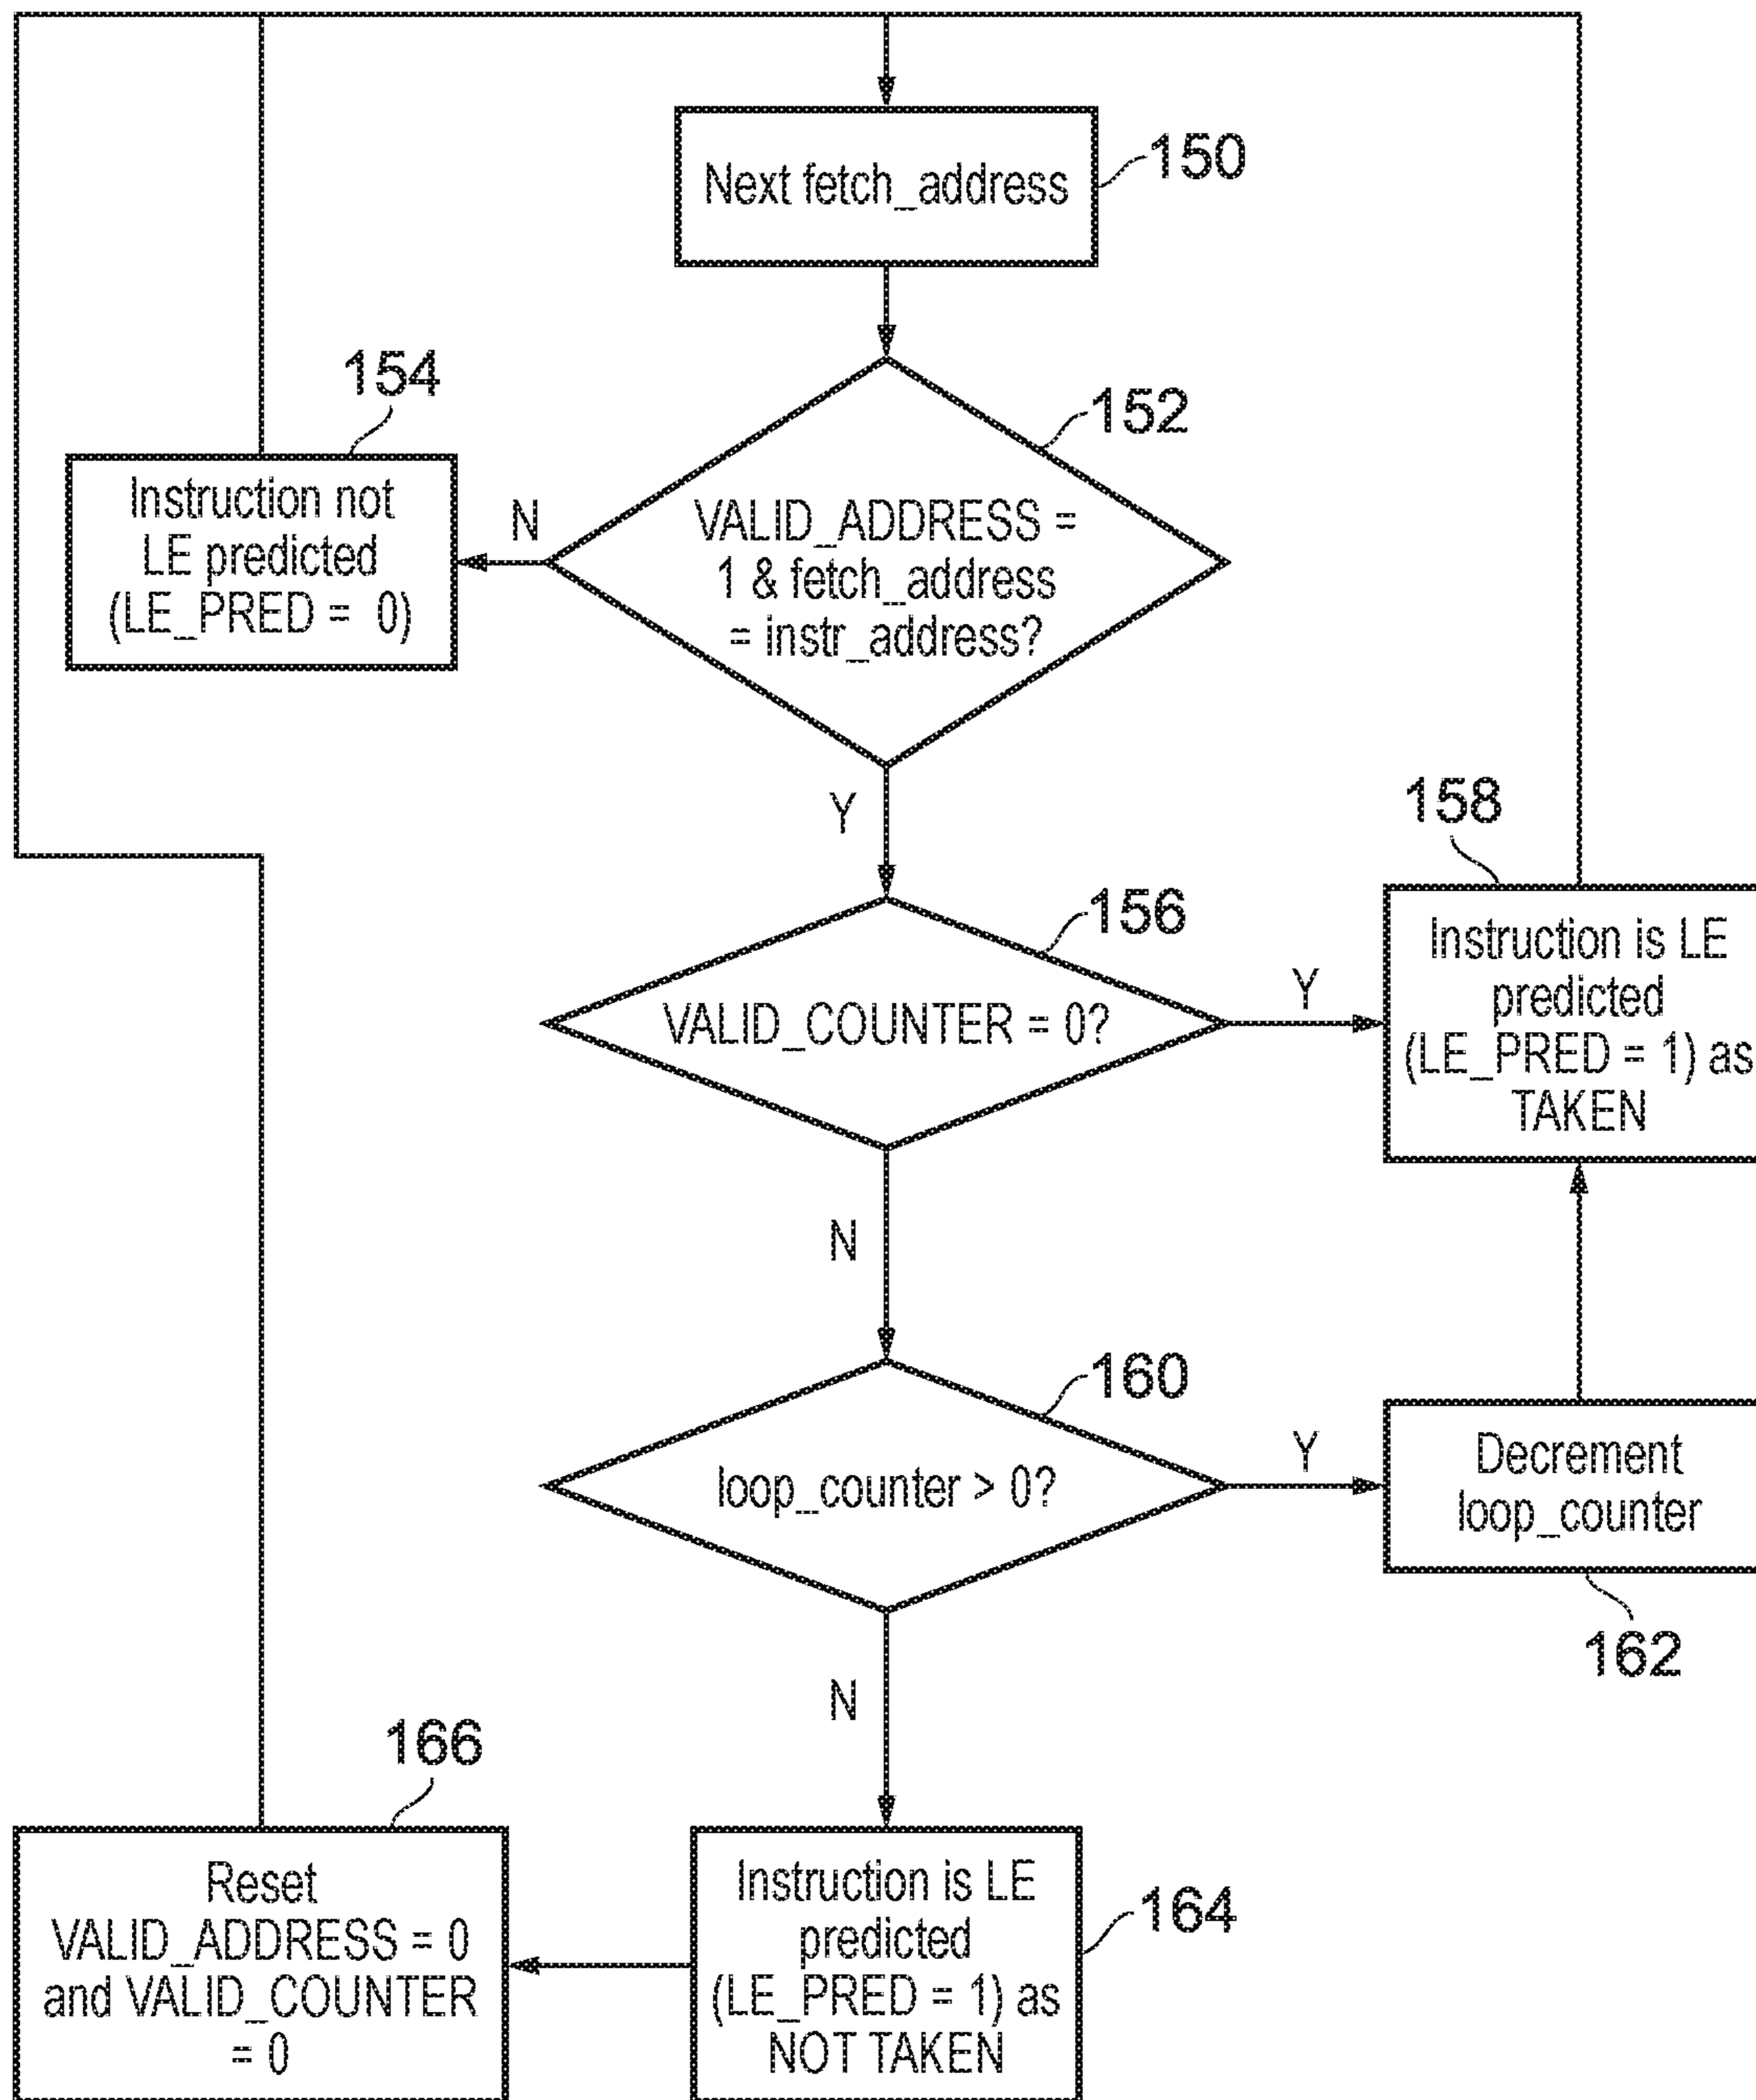 Next fetch_address
150
152
VALID_ADDRESS =
1 & fetch_address
= instr_address?
N
154
Instruction not
LE predicted
(LE_PRED = 0)
Y
156
VALID_COUNTER = 0?
Y
158
Instruction is LE
predicted
(LE_PRED = 1) as
TAKEN
N
160
loop_counter > 0?
Y
Decrement
loop_counter
162
N
164
Instruction is LE
predicted
(LE_PRED = 1) as
NOT TAKEN
166
Reset
VALID_ADDRESS = 0
and VALID_COUNTER
= 0